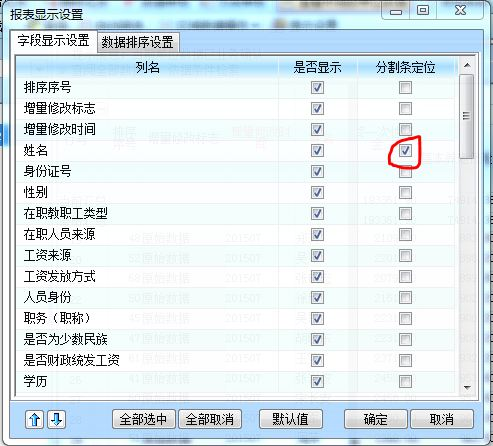 报表显示设置
字段显示设置 数据排序设置
列名 是否显示 分割条定位
排序序号
增量修改标志
增量修改时间
姓名
身份证号
性别
在职教职工类型
在职人员来源
工资来源
工资发放方式
人员身份
职务（职称）
是否为少数民族
是否财政统发工资
学历
全部选中 全部取消 默认值 确定 取消